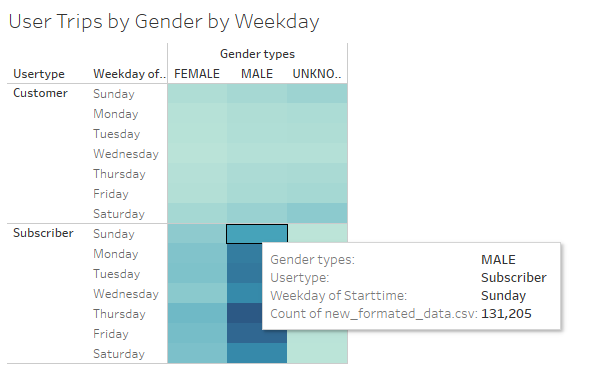 User Trips by Gender by Weekday
Gender types
Usertype Weekday of.. FEMALE MALE UNKNO..
Customer Sunday
Monday
Tuesday
Wednesday
Thursday
Friday
Saturday
Subscriber Sunday
Monday
Tuesday
Wednesday
Thursday
Friday
Saturday
Gender types: MALE
Usertype: Subscriber
Weekday of Starttime: Sunday
Count of new_formated_data.csv: 131,205